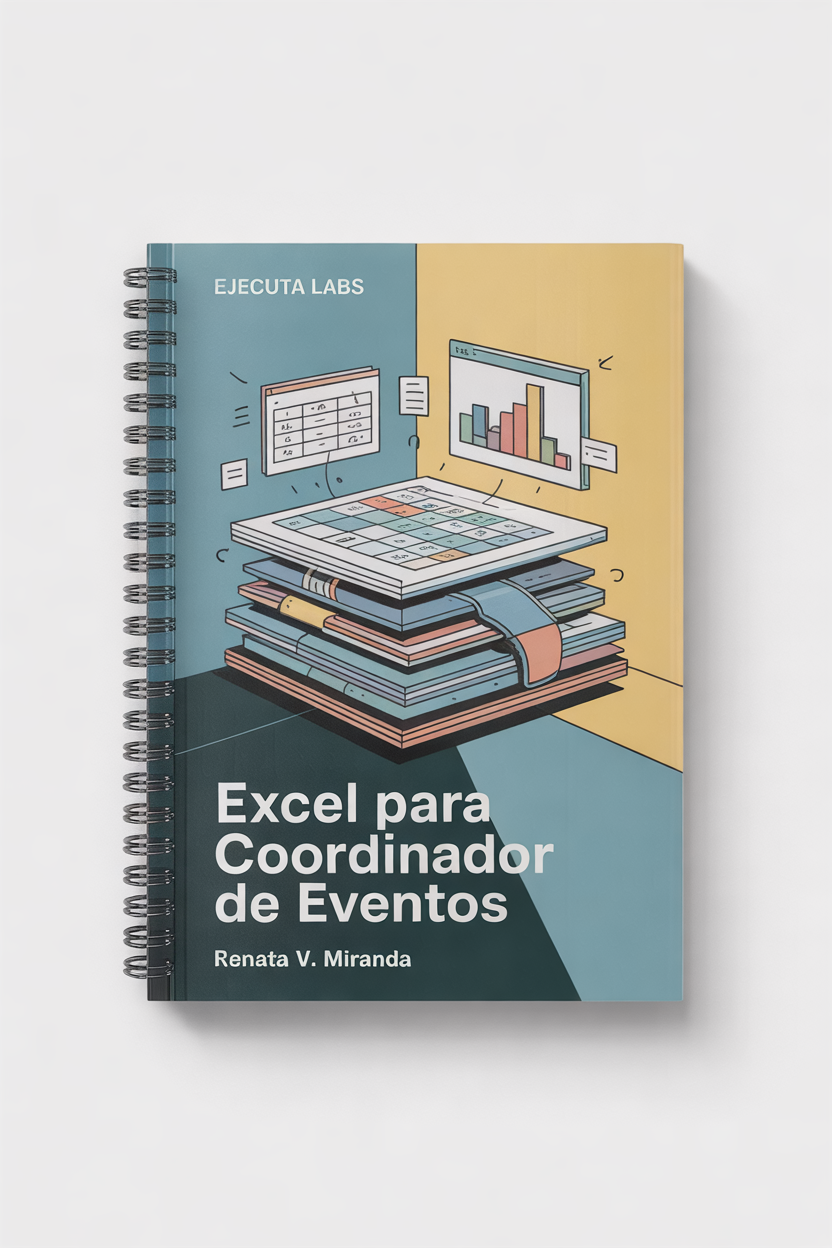 EJECUTA LABS
Excel para
Coordinador
de Eventos
Renata V. Miranda